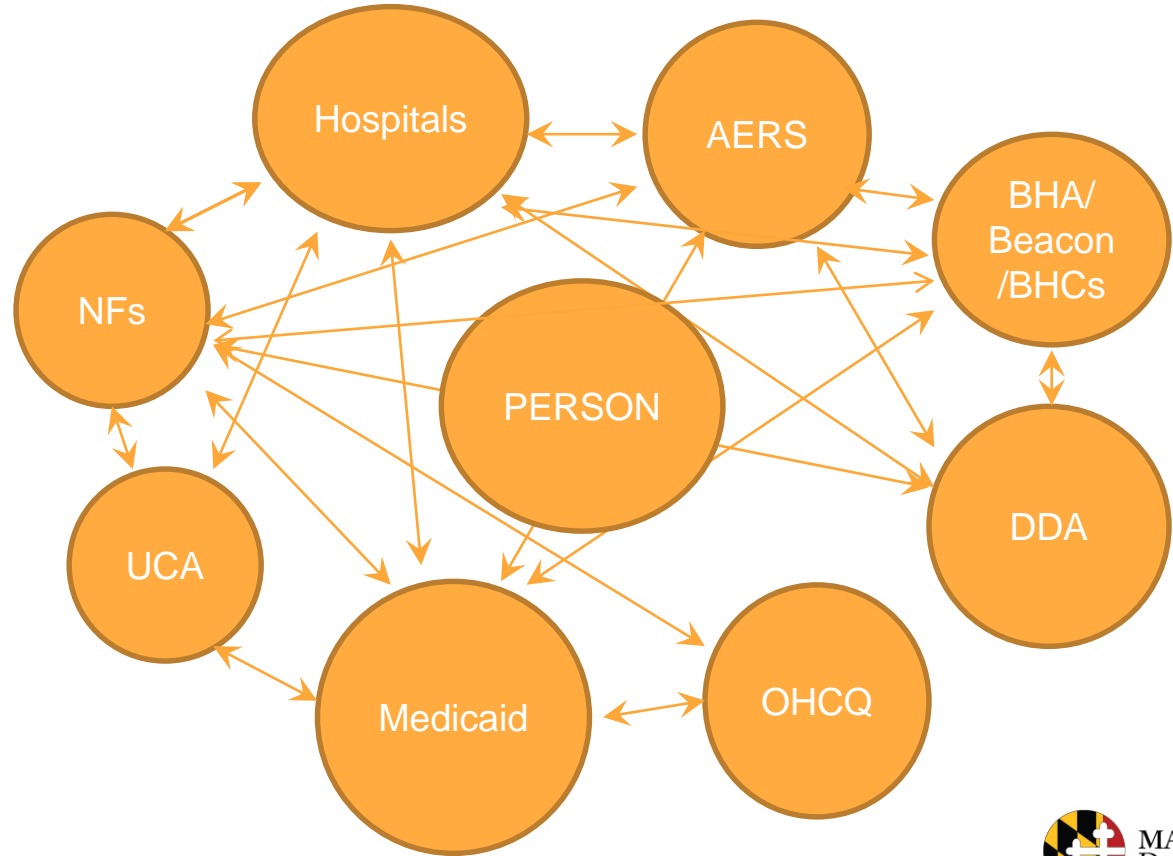 Hospitals
AERS
BHA/
Beacon
/BHCs
NFs
PERSON
DDA
UCA
OHCQ
Medicaid